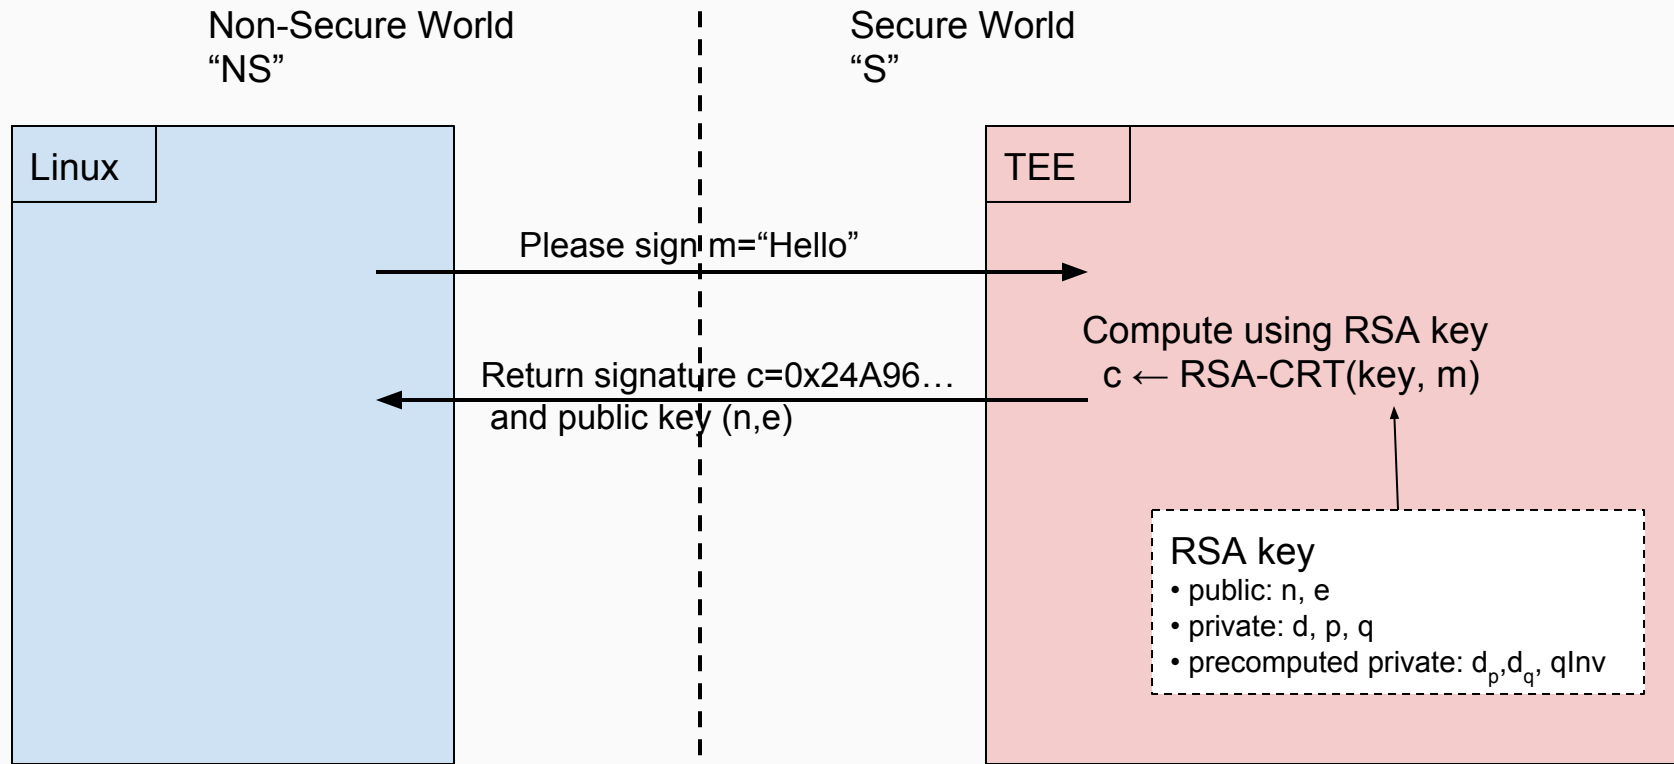 Non-Secure World
“NS”
Secure World
“S”
Linux
TEE
Please sign m=“Hello”
Compute using RSA key
c ← RSA-CRT(key, m)
Return signature c=0x24A96…
and public key (n,e)
RSA key
• public: n, e
• private: d, p, q
• precomputed private: dp,dq, qInv